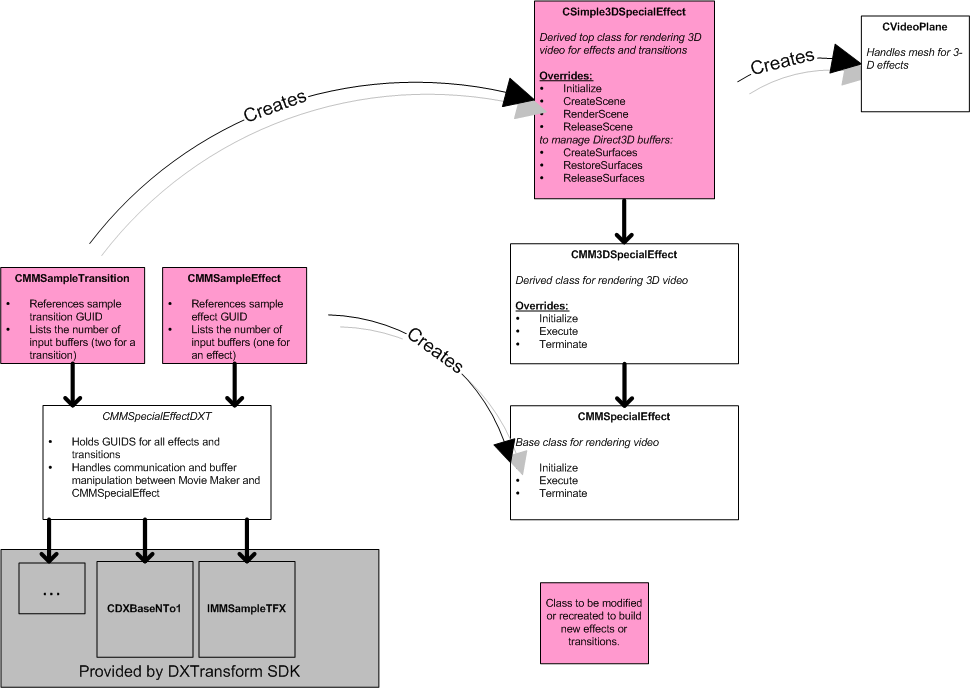 CSimple3DSpecialEffect
Derived top class for rendering 3D
video for effects and transitions
Overrides:
• Initialize
• CreateScene
• RenderScene
• ReleaseScene
to manage Direct3D buffers:
• CreateSurfaces
• RestoreSurfaces
• ReleaseSurfaces
Creates
CVideoPlane
Handles mesh for 3-
D effects
Creates
CMMSampleTransition
• References sample
transition GUID
• Lists the number of
input buffers (two for a
transition)
CMMSampleEffect
• References sample
effect GUID
• Lists the number of
input buffers (one for
an effect)
CMM3DSpecialEffect
Derived class for rendering 3D video
Overrides:
• Initialize
• Execute
• Terminate
Creates
CMMSpecialEffectDXT
• Holds GUIDS for all effects and
transitions
• Handles communication and buffer
manipulation between Movie Maker and
CMMSpecialEffect
CMMSpecialEffect
Base class for rendering video
Initialize
• Execute
• Terminate
...
CDXBaseNTo1
IMMSampleTFX
Provided by DXTransform SDK
Class to be modified
or recreated to build
new effects or
transitions.